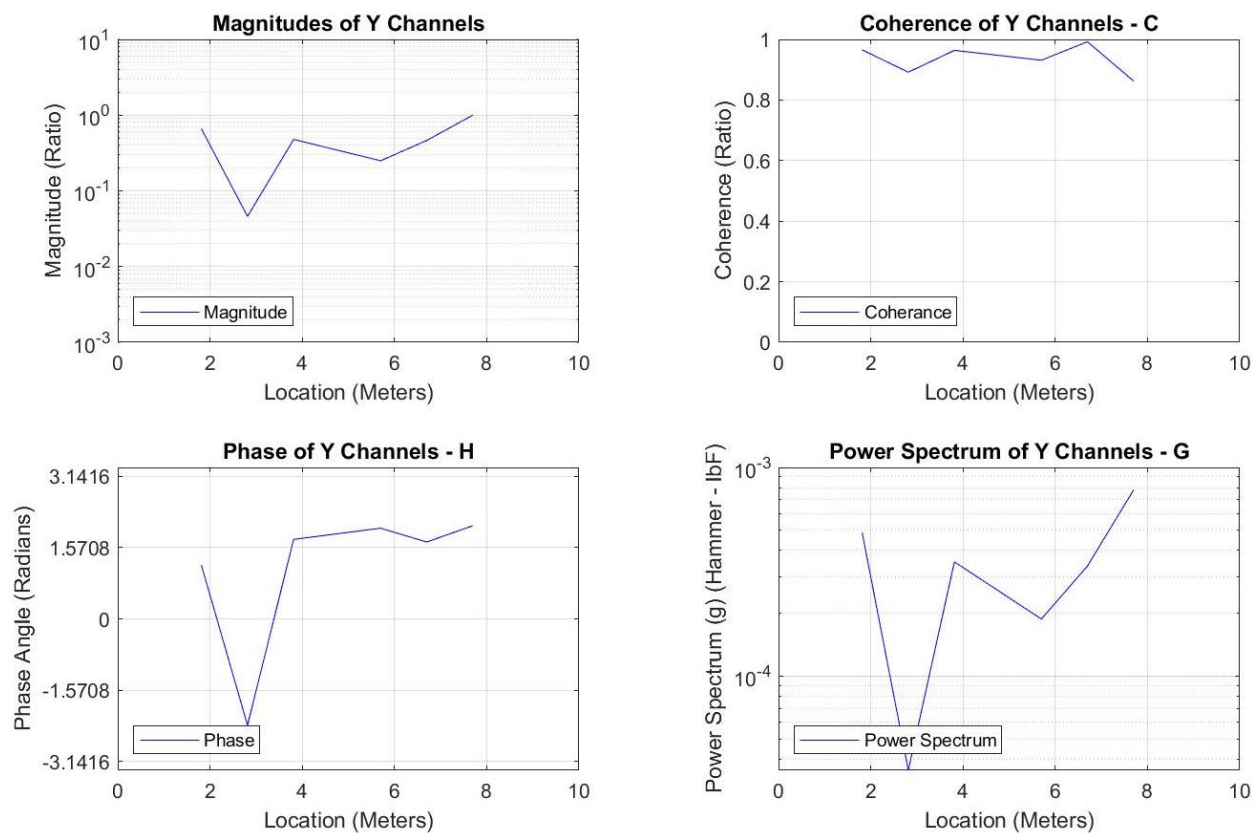 Magnitudes of Y Channels
10^1
10^0
10^-1
10^-2
10^-3
Magnitude (Ratio)
Magnitude
0 2 4 6 8 10
Location (Meters)
Coherence of Y Channels - C
1
0.8
0.6
0.4
0.2
0
Coherence (Ratio)
Coherance
0 2 4 6 8 10
Location (Meters)
Phase of Y Channels - H
3.1416
1.5708
0
-1.5708
-3.1416
Phase Angle (Radians)
Phase
0 2 4 6 8 10
Location (Meters)
Power Spectrum of Y Channels - G
10^-3
10^-4
Power Spectrum (g) (Hammer - lbF)
Power Spectrum
0 2 4 6 8 10
Location (Meters)